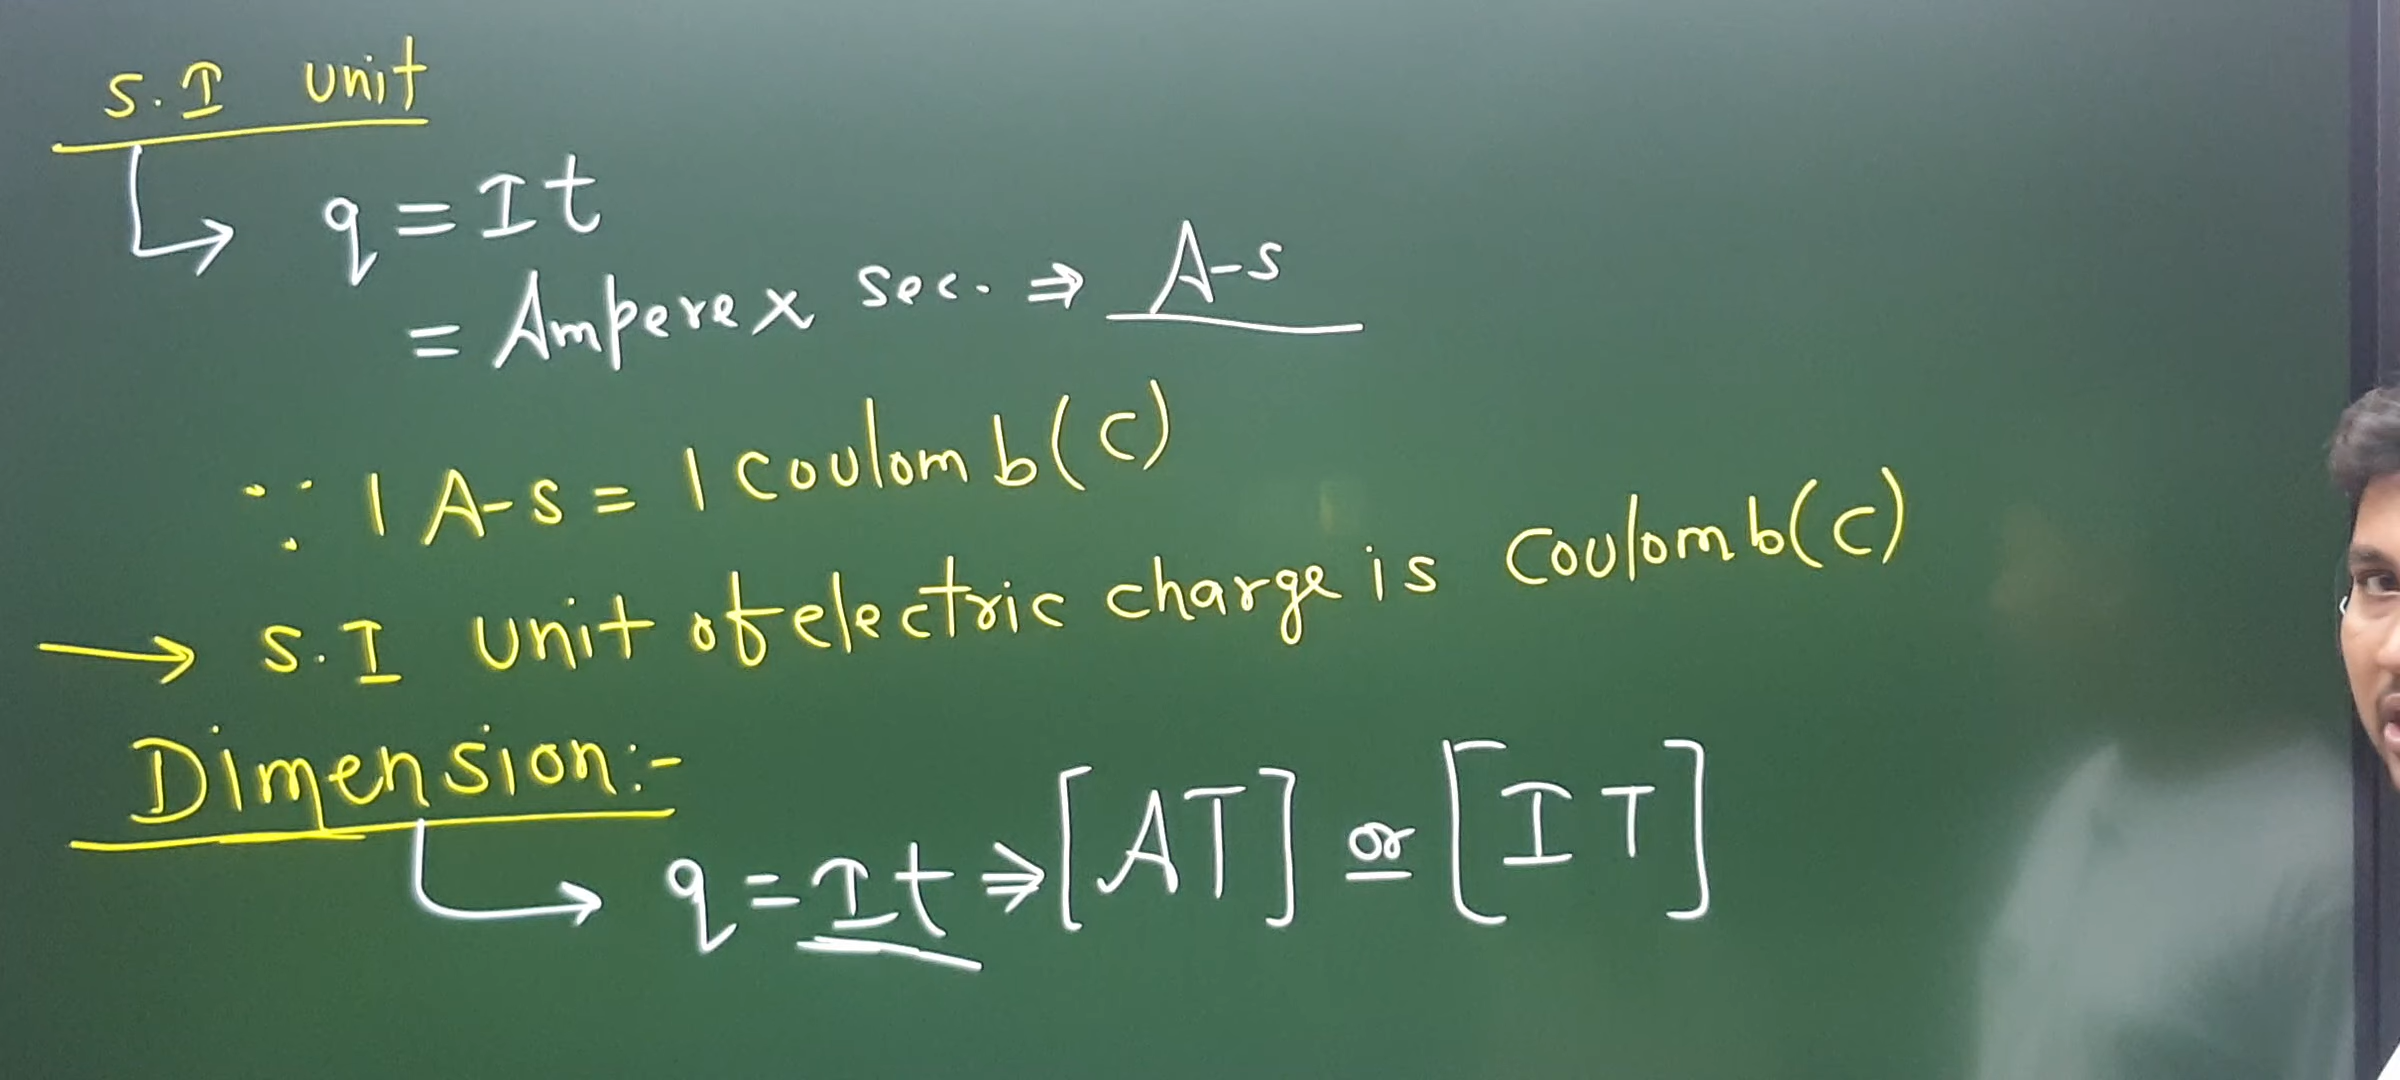 S.I unit
q = It
= Ampere x sec. ⇒ A-s
∵ 1 A-s = 1 Coulomb(C)
→ S.I unit of electric charge is Coulomb(C)
Dimension:-
q = It ⇒ [AT] or [IT]